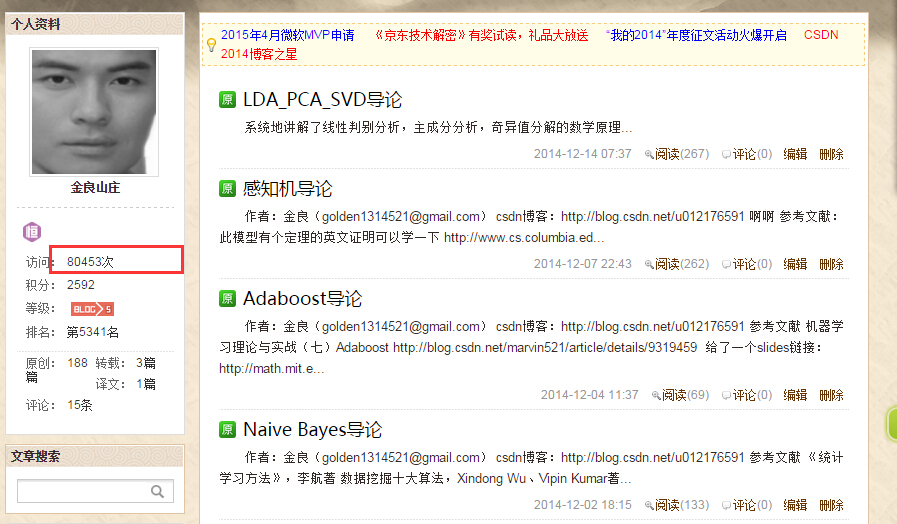 个人资料
金良山庄
恒
访问： 80453次
积分： 2592
等级： BLOG 5
排名： 第5341名
原创： 188篇 转载： 3篇
译文： 1篇
评论： 15条
文章搜索
2015年4月微软MVP申请 《京东技术解密》有奖试读，礼品大放送 “我的2014”年度征文活动火爆开启 CSDN
2014博客之星
原 LDA_PCA_SVD导论
系统地讲解了线性判别分析，主成分分析，奇异值分解的数学原理...
2014-12-14 07:37 阅读(267) 评论(0) 编辑 删除
原 感知机导论
作者：金良（golden1314521@gmail.com） csdn博客：http://blog.csdn.net/u012176591 啊啊 参考文献：
此模型有个定理的英文证明可以学一下 http://www.cs.columbia.ed...
2014-12-07 22:43 阅读(262) 评论(0) 编辑 删除
原 Adaboost导论
作者：金良（golden1314521@gmail.com） csdn博客：http://blog.csdn.net/u012176591 参考文献 机器学
习理论与实战（七）Adaboost http://blog.csdn.net/marvin521/article/details/9319459 给了一个slides链接：
http://math.mit.e...
2014-12-04 11:37 阅读(69) 评论(0) 编辑 删除
原 Naive Bayes导论
作者：金良（golden1314521@gmail.com） csdn博客：http://blog.csdn.net/u012176591 参考文献 《统计
学习方法》，李航著 数据挖掘十大算法，Xindong Wu、Vipin Kumar著...
2014-12-02 18:15 阅读(133) 评论(0) 编辑 删除